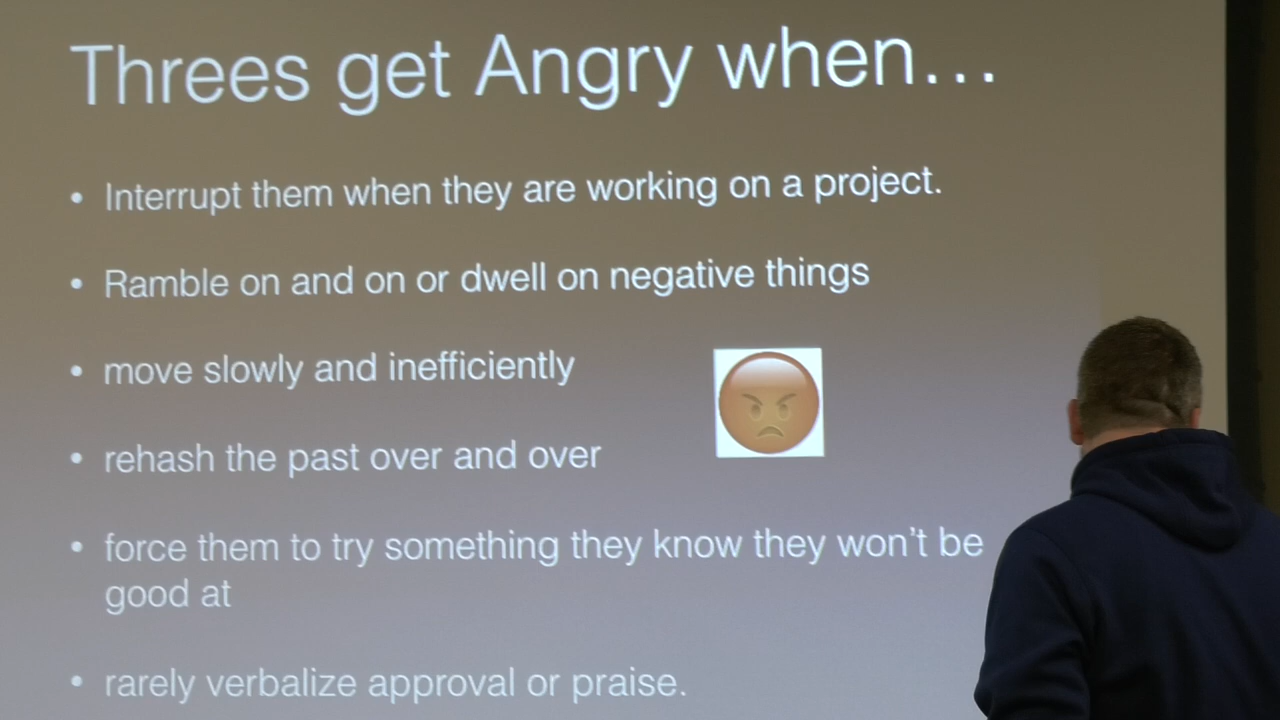 Threes get Angry when…
• Interrupt them when they are working on a project.
• Ramble on and on or dwell on negative things
• move slowly and inefficiently
• rehash the past over and over
• force them to try something they know they won't be
good at
• rarely verbalize approval or praise.